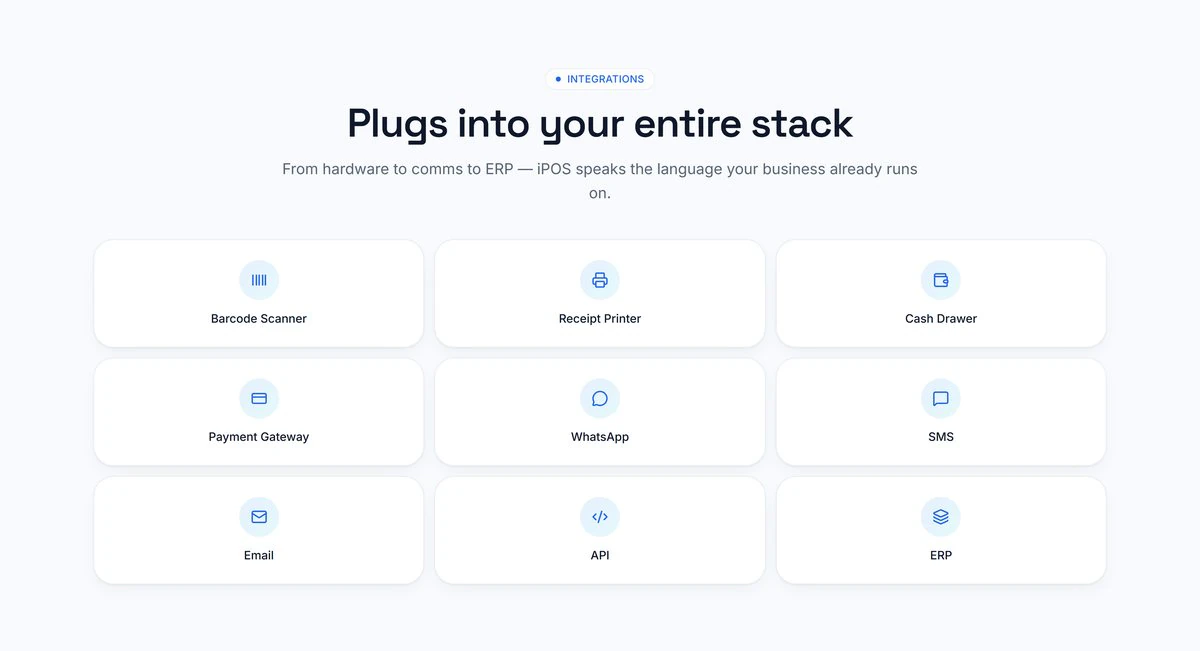 INTEGRATIONS
Plugs into your entire stack
From hardware to comms to ERP — iPOS speaks the language your business already runs
on.
Barcode Scanner
Receipt Printer
Cash Drawer
Payment Gateway
WhatsApp
SMS
Email
API
ERP